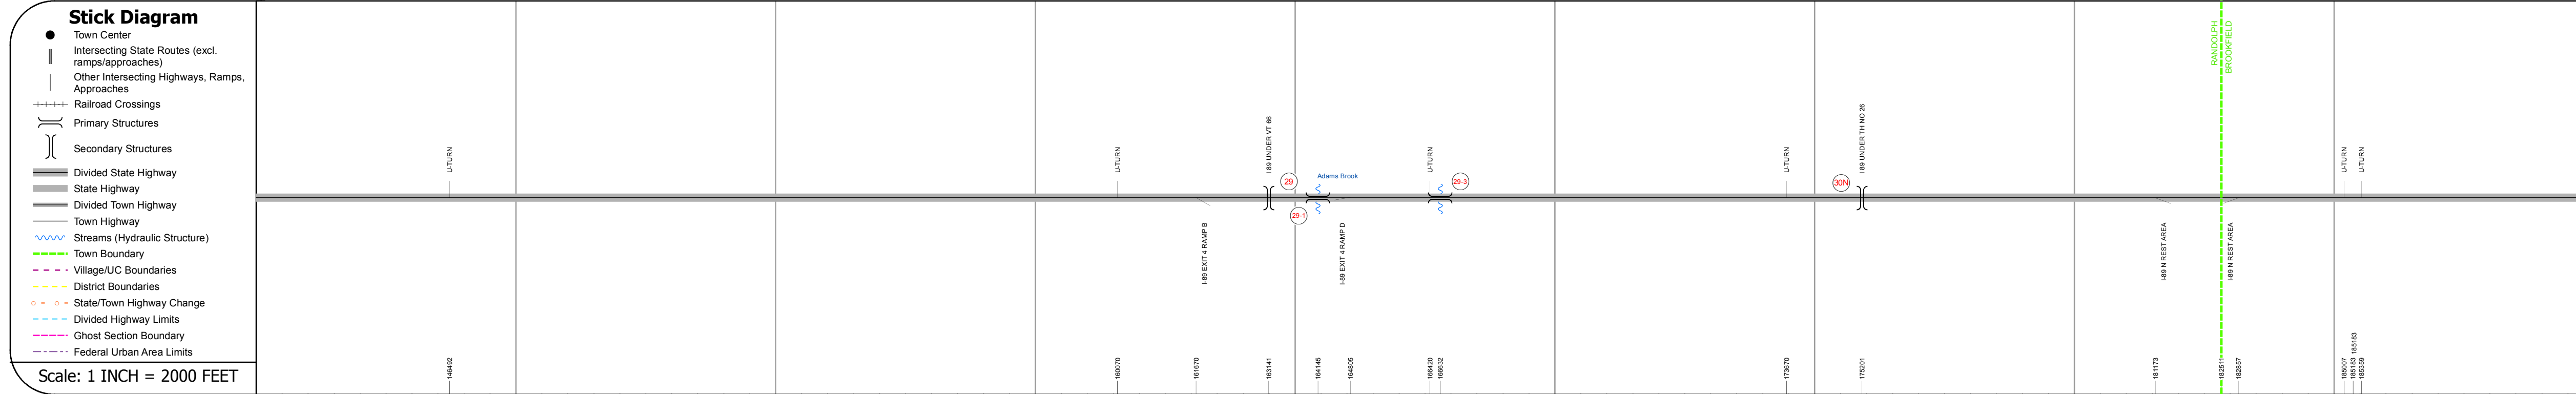 Stick Diagram
Town Center
Intersecting State Routes (excl.
ramps/approaches)
Other Intersecting Highways, Ramps,
Approaches
Railroad Crossings
Primary Structures
Secondary Structures
Divided State Highway
State Highway
Divided Town Highway
Town Highway
Streams (Hydraulic Structure)
Town Boundary
Village/UC Boundaries
District Boundaries
State/Town Highway Change
Divided Highway Limits
Ghost Section Boundary
Federal Urban Area Limits
Scale: 1 INCH = 2000 FEET
RANDOLPH
BROOKFIELD
U-TURN
U-TURN
I 89 UNDER VT 66
29
Adams Brook
U-TURN
29-3
U-TURN
30N
I 89 UNDER TH NO 26
U-TURN
U-TURN
29-1
I-89 EXIT 4 RAMP B
I-89 EXIT 4 RAMP D
I-89 N REST AREA
I-89 N REST AREA
146492
160070
161670
163141
164145
164805
166420
166632
173670
175201
181173
182511
182857
185007
185183 185183
185359